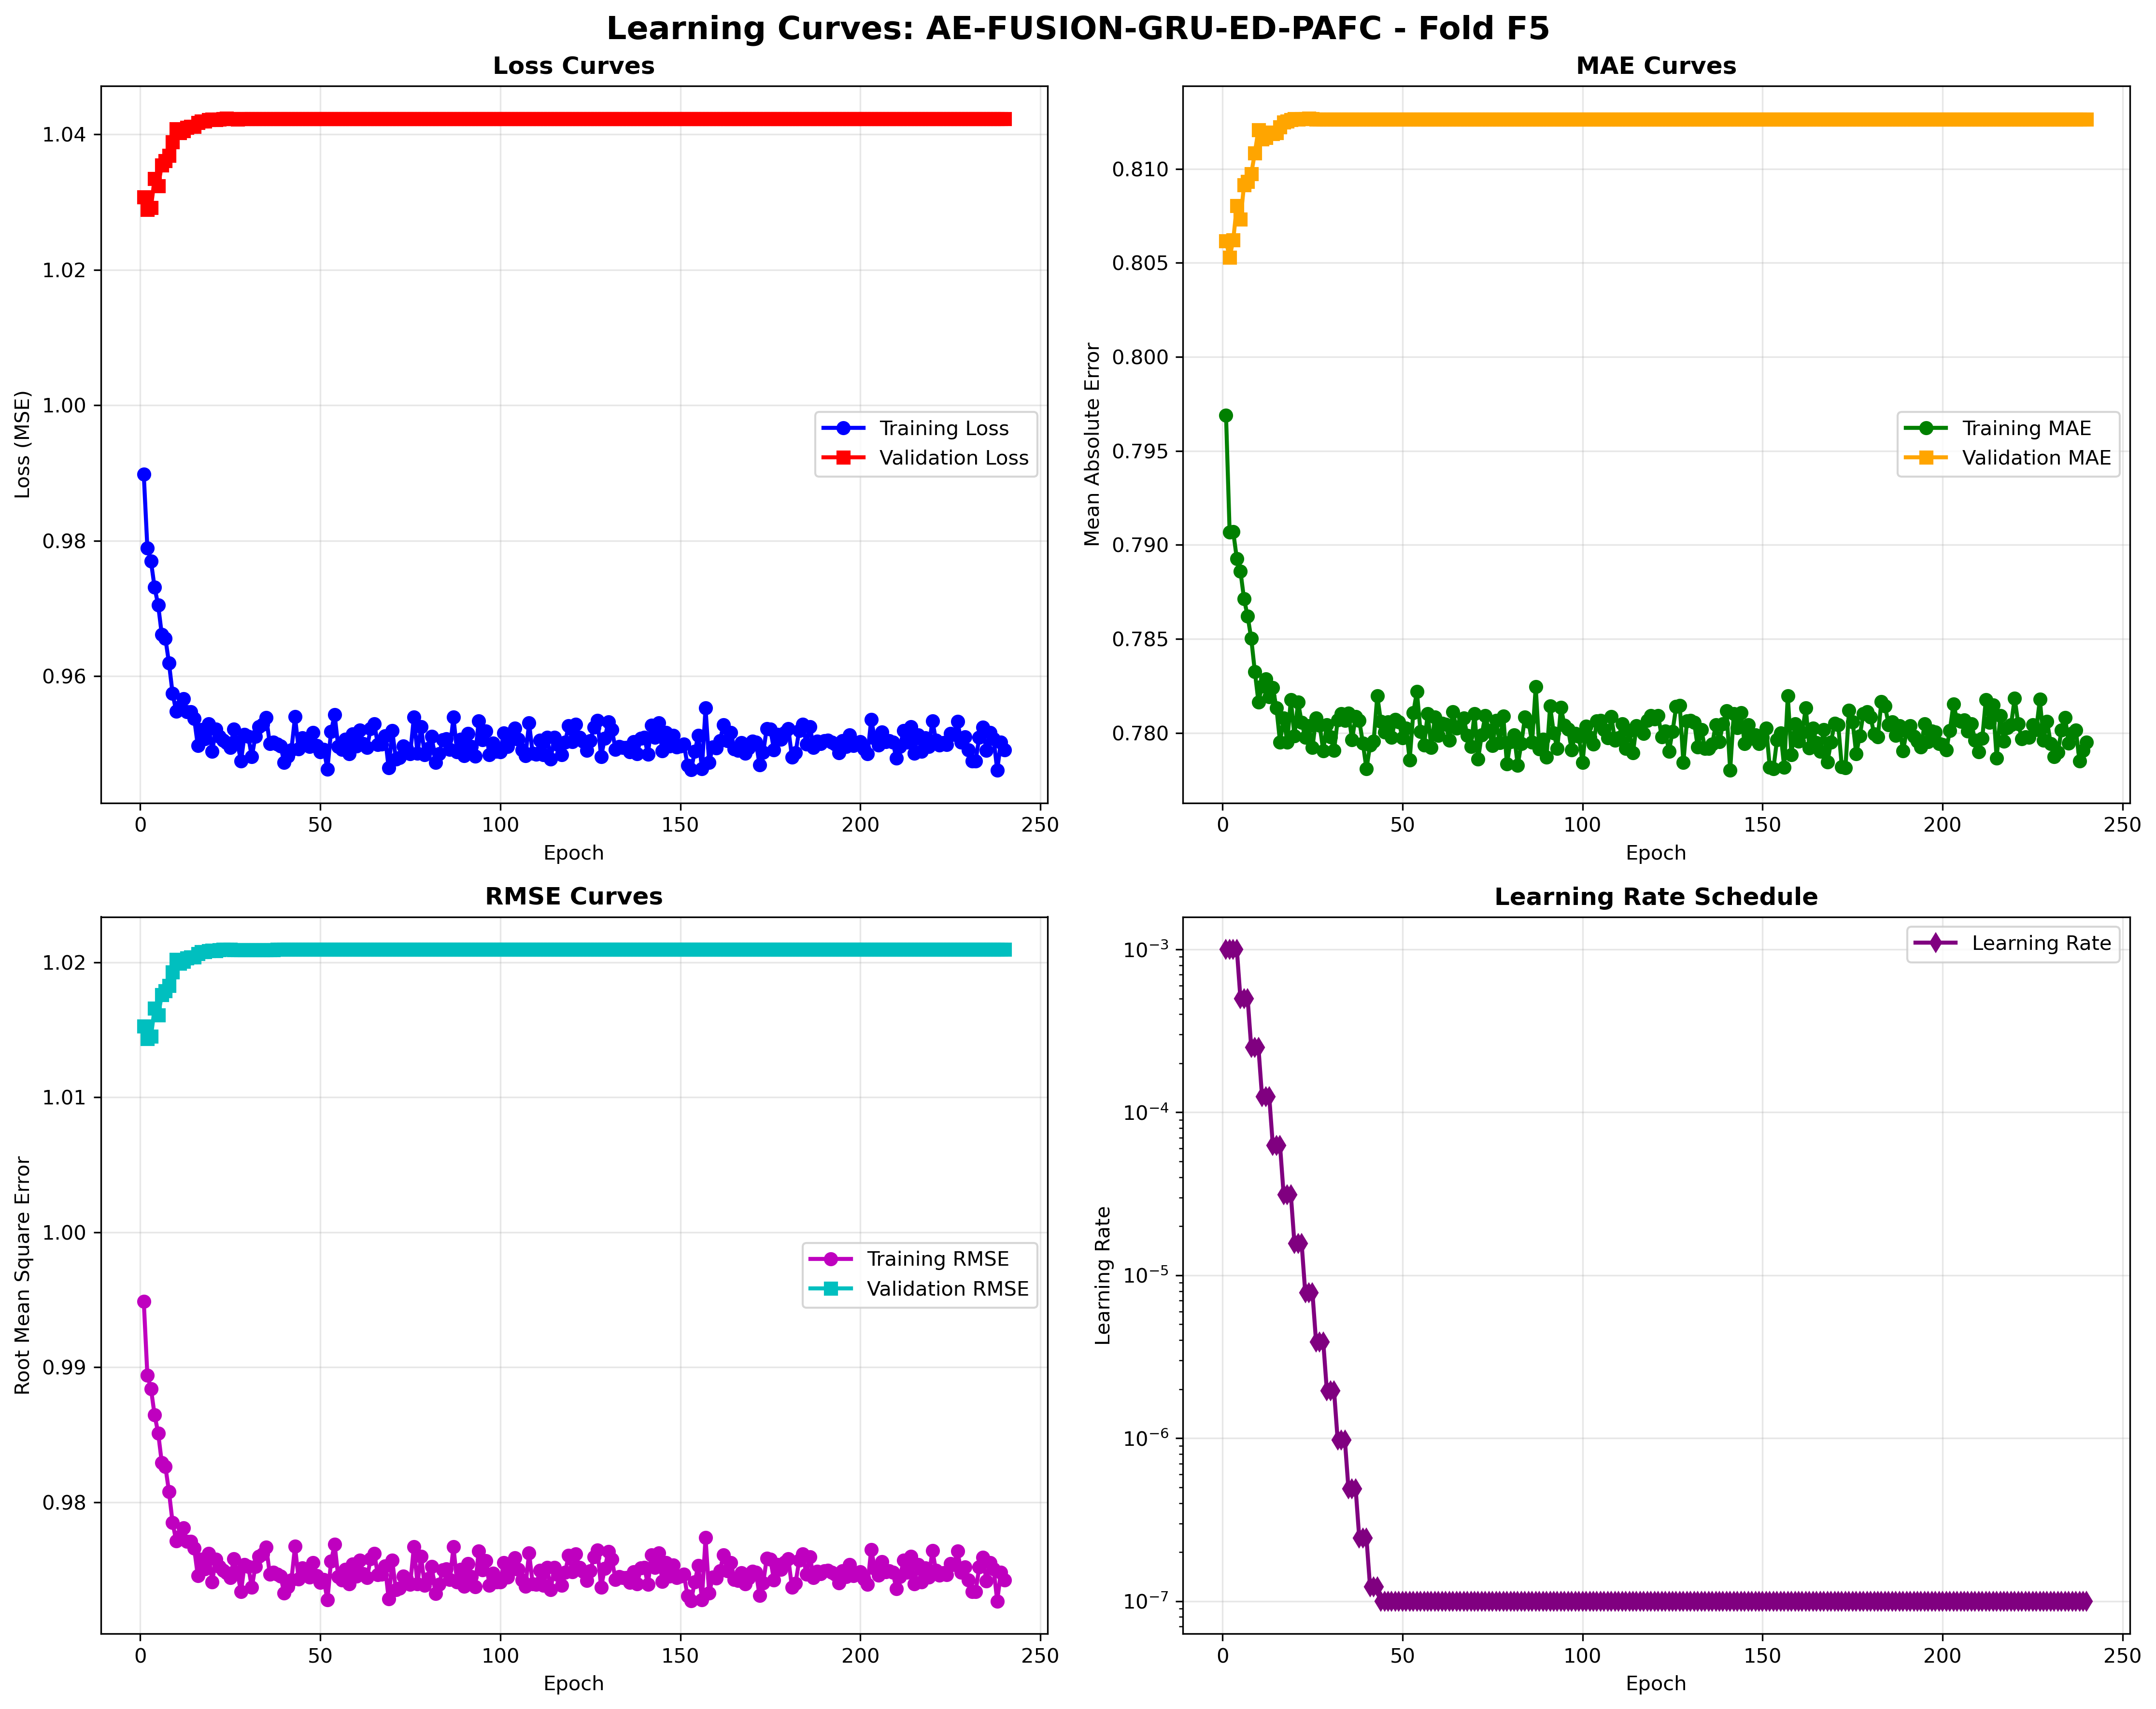 Learning Curves: AE-FUSION-GRU-ED-PAFC - Fold F5
Loss Curves
1.04
1.02
1.00
0.98
0.96
Loss (MSE)
Training Loss
Validation Loss
0
50
100
150
200
250
Epoch
MAE Curves
0.810
0.805
0.800
0.795
0.790
0.785
0.780
Mean Absolute Error
Training MAE
Validation MAE
0
50
100
150
200
250
Epoch
RMSE Curves
1.02
1.01
1.00
0.99
0.98
Root Mean Square Error
Training RMSE
Validation RMSE
0
50
100
150
200
250
Epoch
Learning Rate Schedule
10⁻³
10⁻⁴
10⁻⁵
10⁻⁶
10⁻⁷
Learning Rate
Learning Rate
0
50
100
150
200
250
Epoch